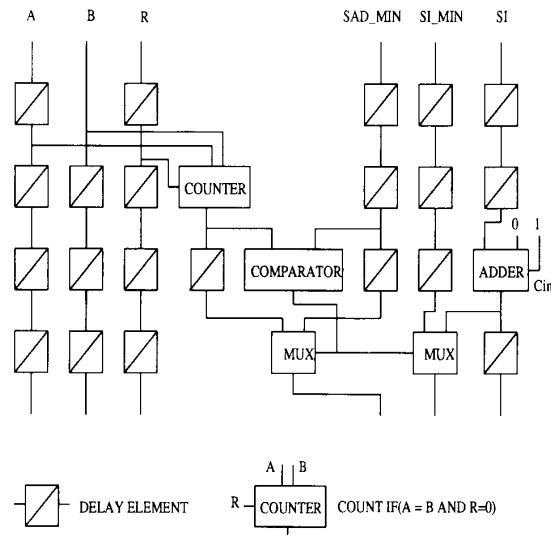 A B R SAD_MIN SI_MIN SI
COUNTER
0 1
COMPARATOR
ADDER
Cin
MUX
MUX
A B
R
COUNTER
DELAY ELEMENT
COUNT IF(A = B AND R=0)